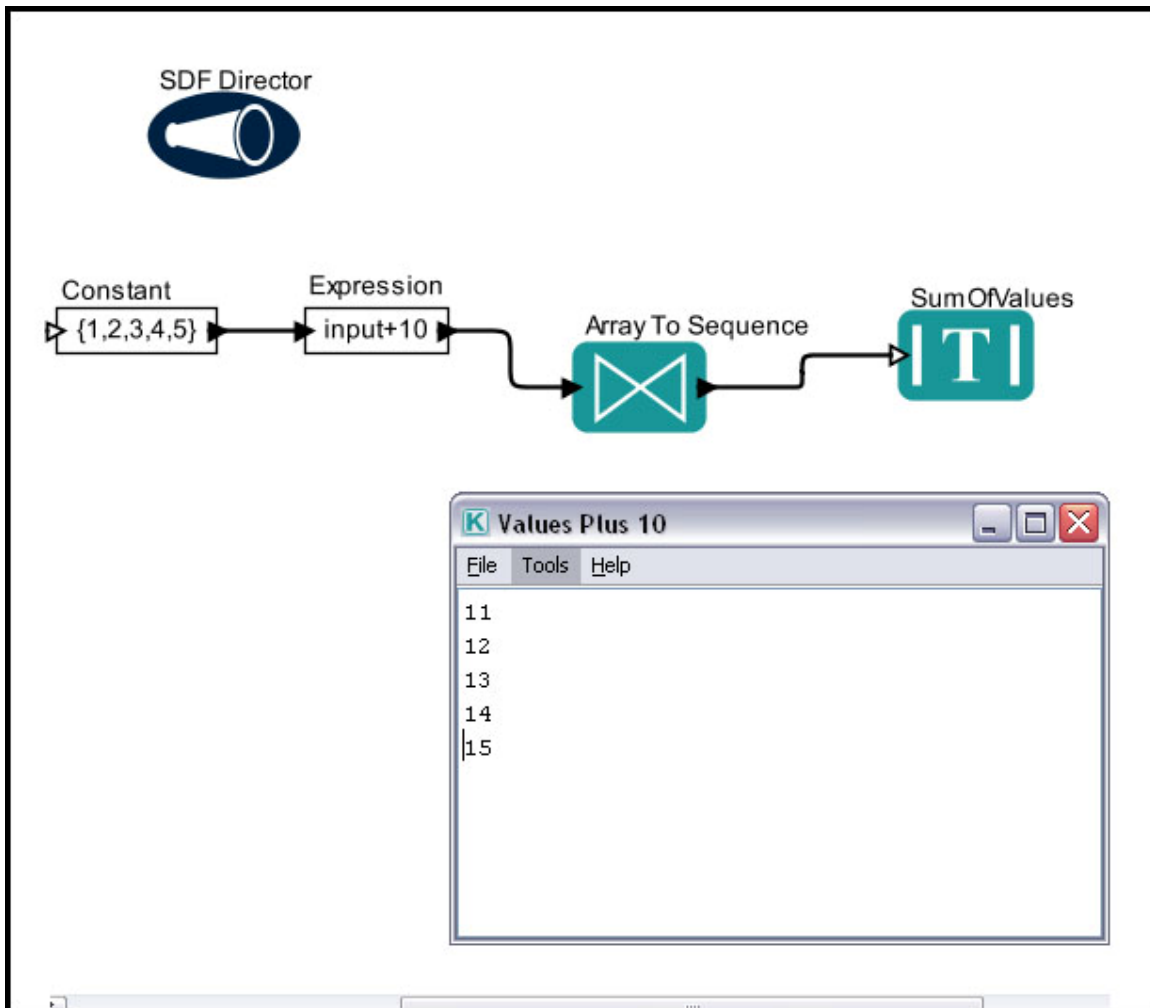 SDF Director
Constant
{1,2,3,4,5}
Expression
input+10
Array To Sequence
SumOfValues
T
K Values Plus 10
File Tools Help
11
12
13
14
15